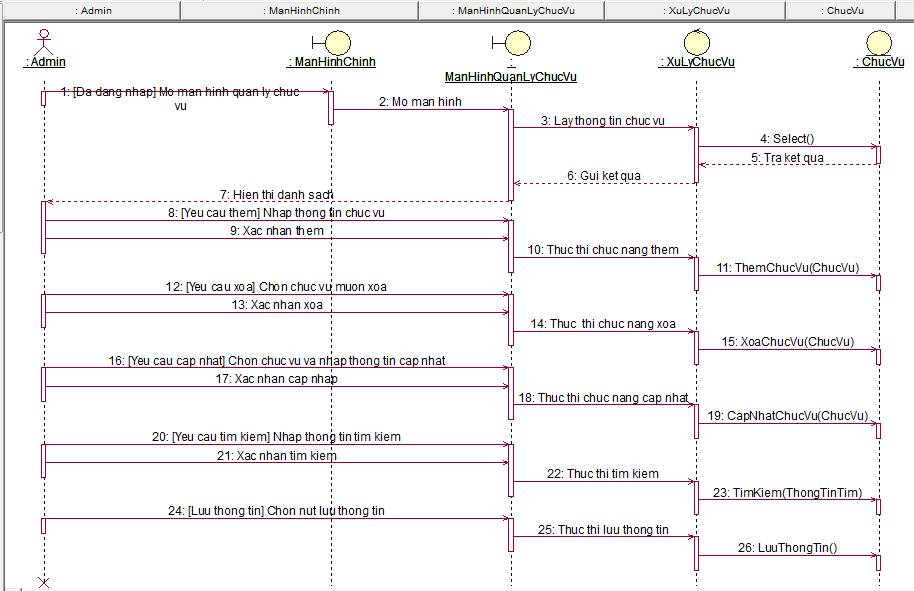 : Admin
: ManHinhChinh
: ManHinhQuanLyChucVu
: XuLyChucVu
: ChucVu
: Admin
: ManHinhChinh
:
ManHinhQuanLyChucVu
: XuLyChucVu
: ChucVu
1: [Da dang nhap] Mo man hinh quan ly chuc
vu
2: Mo man hinh
3: Lay thong tin chuc vu
4: Select()
5: Tra ket qua
6: Gui ket qua
7: Hien thi danh sach
8: [Yeu cau them] Nhap thong tin chuc vu
9: Xac nhan them
10: Thuc thi chuc nang them
11: ThemChucVu(ChucVu)
12: [Yeu cau xoa] Chon chuc vu muon xoa
13: Xac nhan xoa
14: Thuc thi chuc nang xoa
15: XoaChucVu(ChucVu)
16: [Yeu cau cap nhat] Chon chuc vu va nhap thong tin cap nhat
17: Xac nhan cap nhap
18: Thuc thi chuc nang cap nhat
19: CapNhatChucVu(ChucVu)
20: [Yeu cau tim kiem] Nhap thong tin tim kiem
21: Xac nhan tim kiem
22: Thuc thi tim kiem
23: TimKiem(ThongTinTim)
24: [Luu thong tin] Chon nut luu thong tin
25: Thuc thi luu thong tin
26: LuuThongTin()